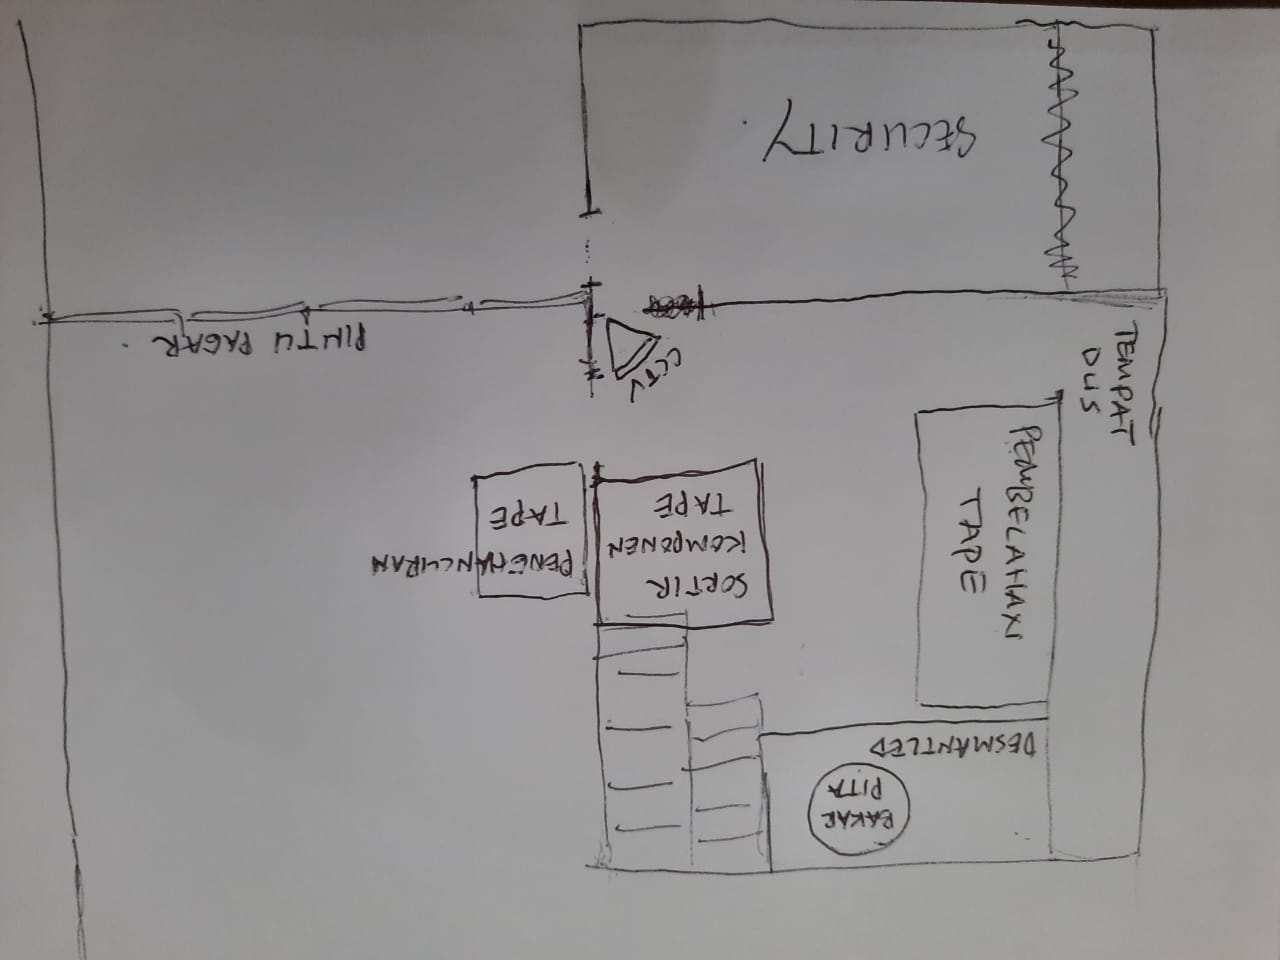 SECURITY.
PINTU PAGAR.
CCTV
TEMPAT
DUS
PEMBELAHAN
TAPE
SORTIR
KOMPONEN
TAPE
PENGHANCURAN
TAPE
DESMANTLED
BAKAR
PITA